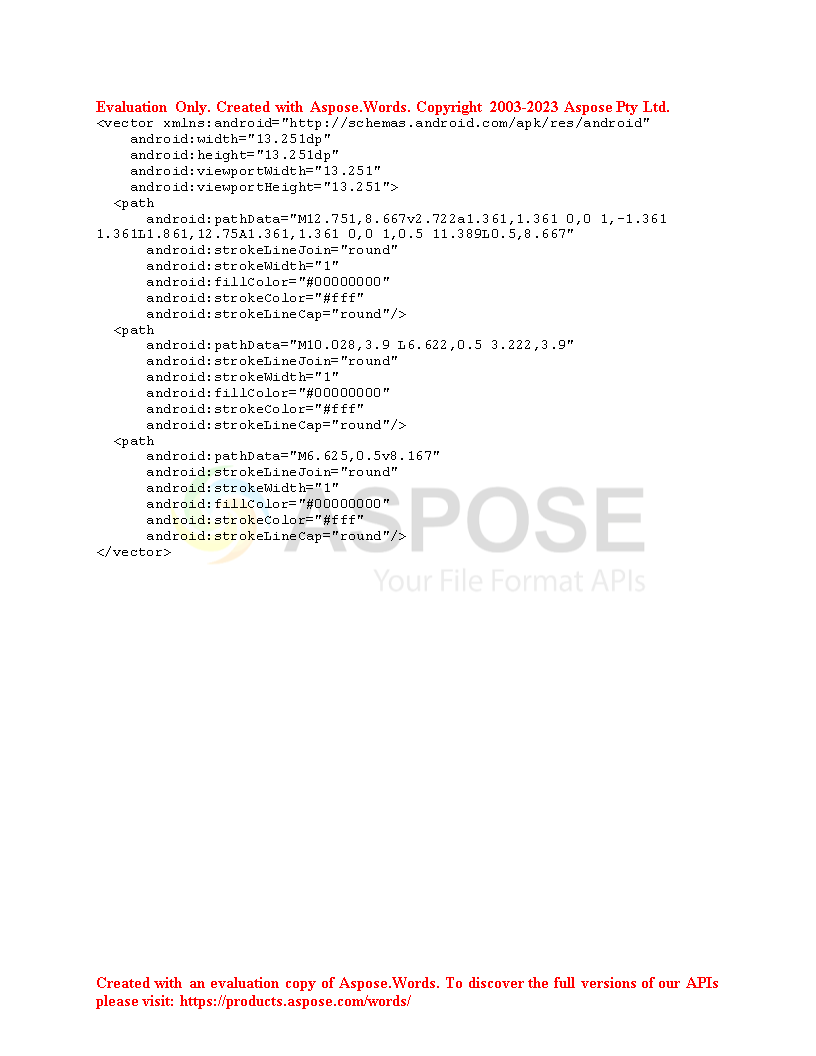 Evaluation Only. Created with Aspose.Words. Copyright 2003-2023 Aspose Pty Ltd.
<vector xmlns:android="http://schemas.android.com/apk/res/android"
    android:width="13.251dp"
    android:height="13.251dp"
    android:viewportWidth="13.251"
    android:viewportHeight="13.251">
  <path
      android:pathData="M12.751,8.667v2.722a1.361,1.361 0,0 1,-1.361
1.361L1.861,12.75A1.361,1.361 0,0 1,0.5 11.389L0.5,8.667"
      android:strokeLineJoin="round"
      android:strokeWidth="1"
      android:fillColor="#00000000"
      android:strokeColor="#fff"
      android:strokeLineCap="round"/>
  <path
      android:pathData="M10.028,3.9 L6.622,0.5 3.222,3.9"
      android:strokeLineJoin="round"
      android:strokeWidth="1"
      android:fillColor="#00000000"
      android:strokeColor="#fff"
      android:strokeLineCap="round"/>
  <path
      android:pathData="M6.625,0.5v8.167"
      android:strokeLineJoin="round"
      android:strokeWidth="1"
      android:fillColor="#00000000"
      android:strokeColor="#fff"
      android:strokeLineCap="round"/>
</vector>
ASPOSE
Your File Format APIs
Created with an evaluation copy of Aspose.Words. To discover the full versions of our APIs
please visit: https://products.aspose.com/words/